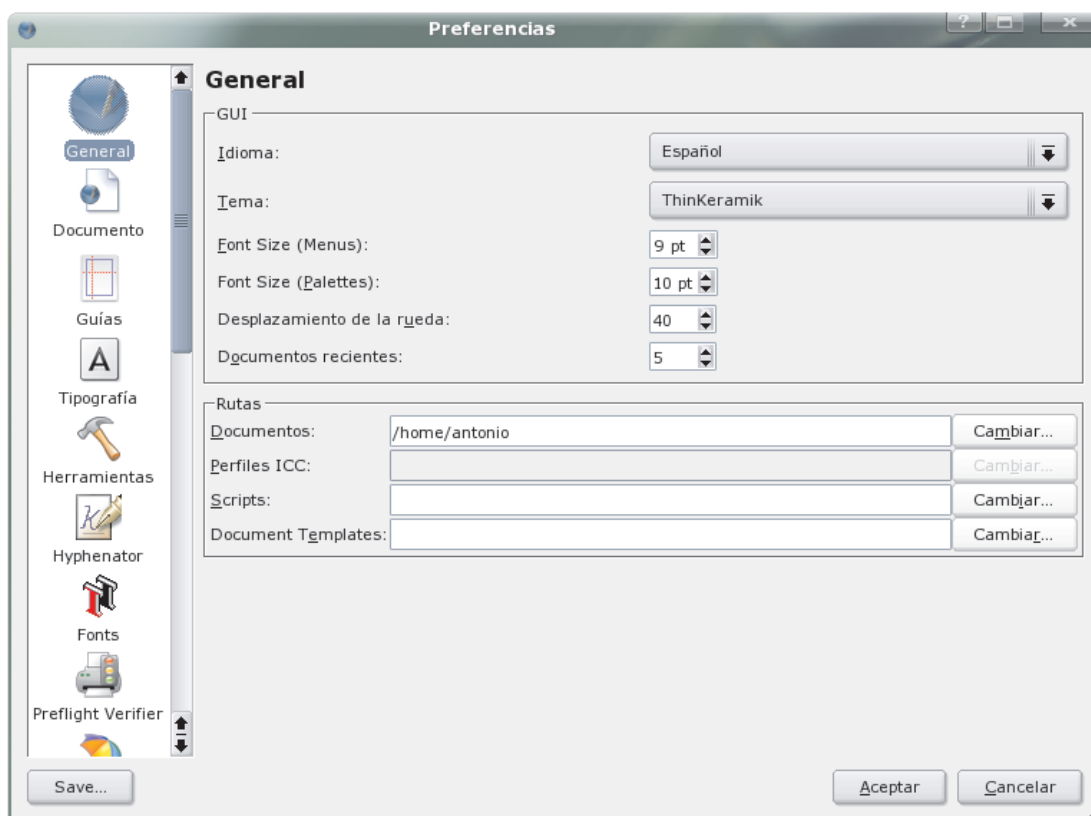 Preferencias
General
Documento
Guías
Tipografía
Herramientas
Hyphenator
Fonts
Preflight Verifier
General
GUI
Idioma: Español
Tema: ThinKeramik
Font Size (Menus): 9 pt
Font Size (Palettes): 10 pt
Desplazamiento de la rueda: 40
Documentos recientes: 5
Rutas
Documentos: /home/antonio Cambiar...
Perfiles ICC: Cambiar...
Scripts: Cambiar...
Document Templates: Cambiar...
Save... Aceptar Cancelar